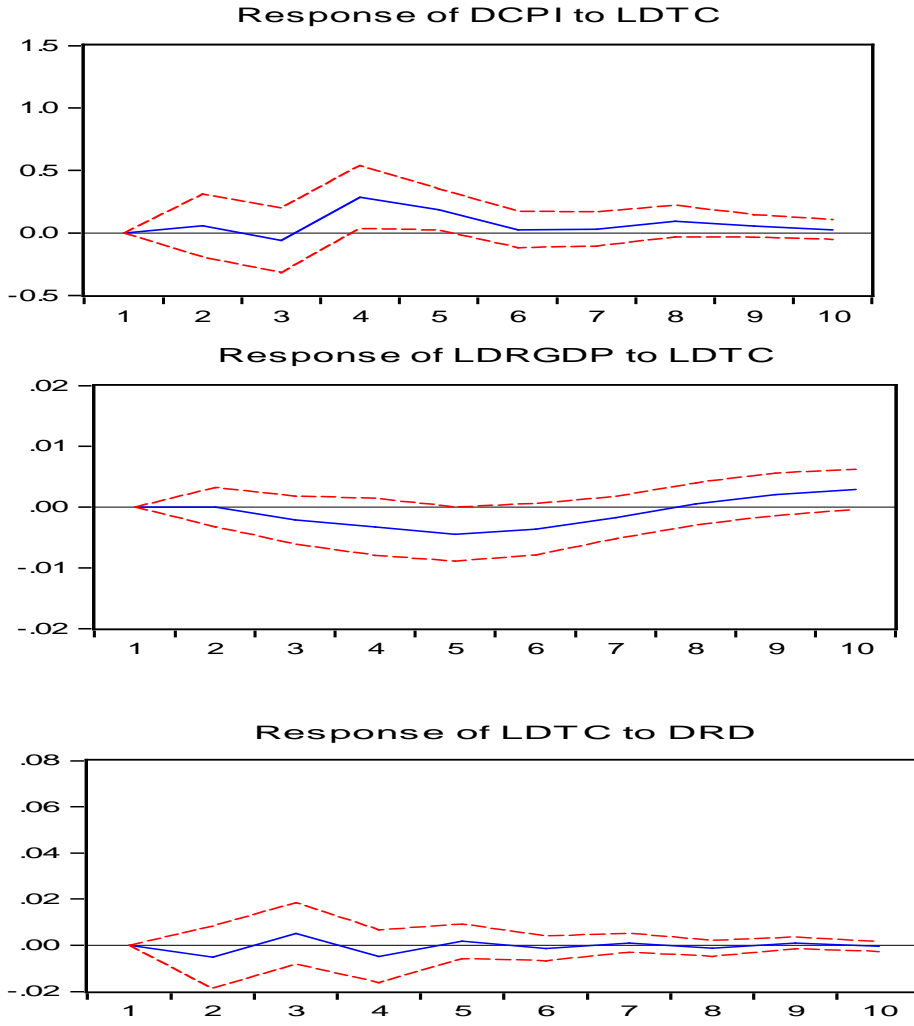 Response of DCPI to LDTC
1.5
1.0
0.5
0.0
-0.5
1 2 3 4 5 6 7 8 9 10
Response of LDRGDP to LDTC
.02
.01
.00
-.01
-.02
1 2 3 4 5 6 7 8 9 10
Response of LDTC to DRD
.08
.06
.04
.02
.00
-.02
1 2 3 4 5 6 7 8 9 10